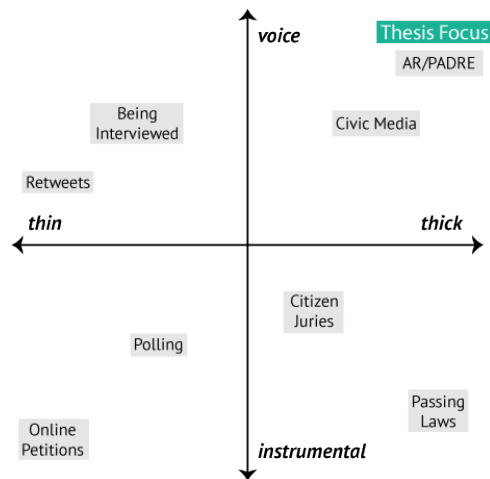 voice
Thesis Focus
AR/PADRE
Being
Interviewed
Civic Media
Retweets
thin
thick
Citizen
Juries
Polling
Passing
Laws
Online
Petitions
instrumental